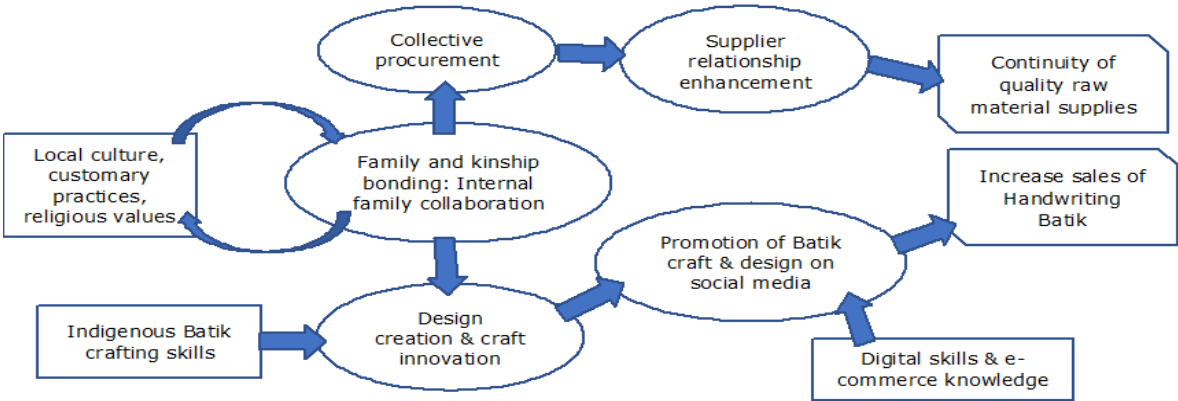 Collective
procurement
Supplier
relationship
enhancement
Continuity of
quality raw
material supplies
Local culture,
customary
practices,
religious values
Family and kinship
bonding: Internal
family collaboration
Increase sales of
Handwriting
Batik
Promotion of Batik
craft & design on
social media
Indigenous Batik
crafting skills
Design
creation & craft
innovation
Digital skills & e-
commerce knowledge